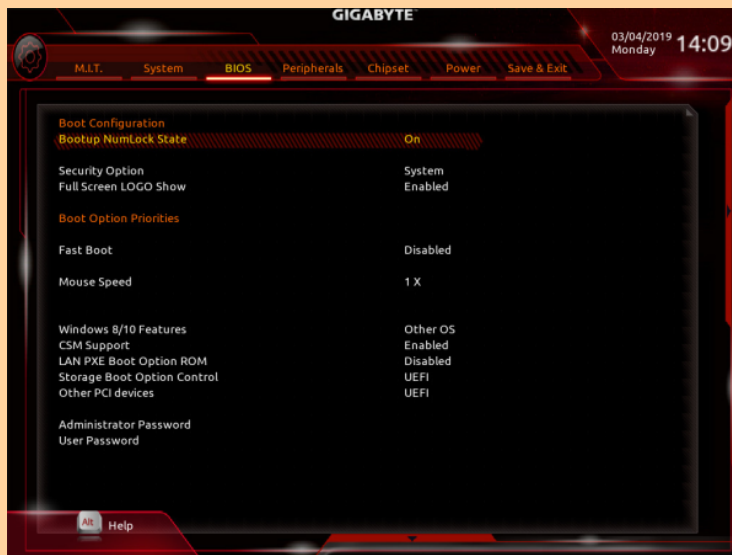 GIGABYTE
03/04/2019
Monday 14:09
M.I.T. System BIOS Peripherals Chipset Power Save & Exit
Boot Configuration
Bootup NumLock State On
Security Option System
Full Screen LOGO Show Enabled
Boot Option Priorities
Fast Boot Disabled
Mouse Speed 1 X
Windows 8/10 Features Other OS
CSM Support Enabled
LAN PXE Boot Option ROM Disabled
Storage Boot Option Control UEFI
Other PCI devices UEFI
Administrator Password
User Password
Alt Help